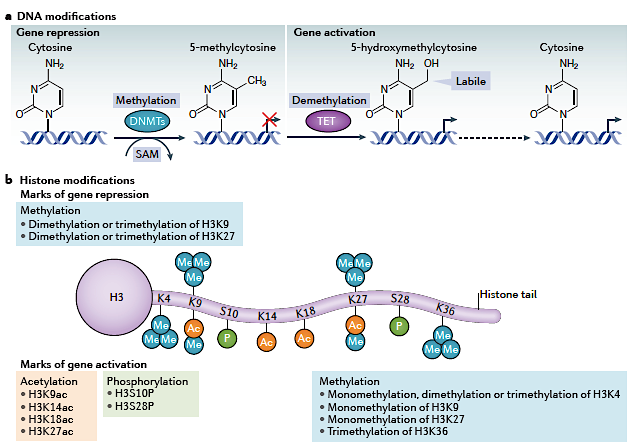 a DNA modifications
Gene repression
Gene activation
Cytosine
5-methylcytosine
5-hydroxymethylcytosine
Cytosine
NH₂
N
O
N
NH₂
CH₃
N
O
N
NH₂ OH
N
O
N
NH₂
N
O
N
Labile
Methylation
DNMTs
SAM
Demethylation
TET
b Histone modifications
Marks of gene repression
Methylation
• Dimethylation or trimethylation of H3K9
• Dimethylation or trimethylation of H3K27
Me Me
Me
Me Me
Me
H3
K4
K9
S10
K14
K18
K27
S28
K36
Histone tail
Me
Me Me
Ac
Me
P
Ac
Ac
Ac
Me
P
Me
Me Me
Marks of gene activation
Acetylation
• H3K9ac
• H3K14ac
• H3K18ac
• H3K27ac
Phosphorylation
• H3S10P
• H3S28P
Methylation
• Monomethylation, dimethylation or trimethylation of H3K4
• Monomethylation of H3K9
• Monomethylation of H3K27
• Trimethylation of H3K36